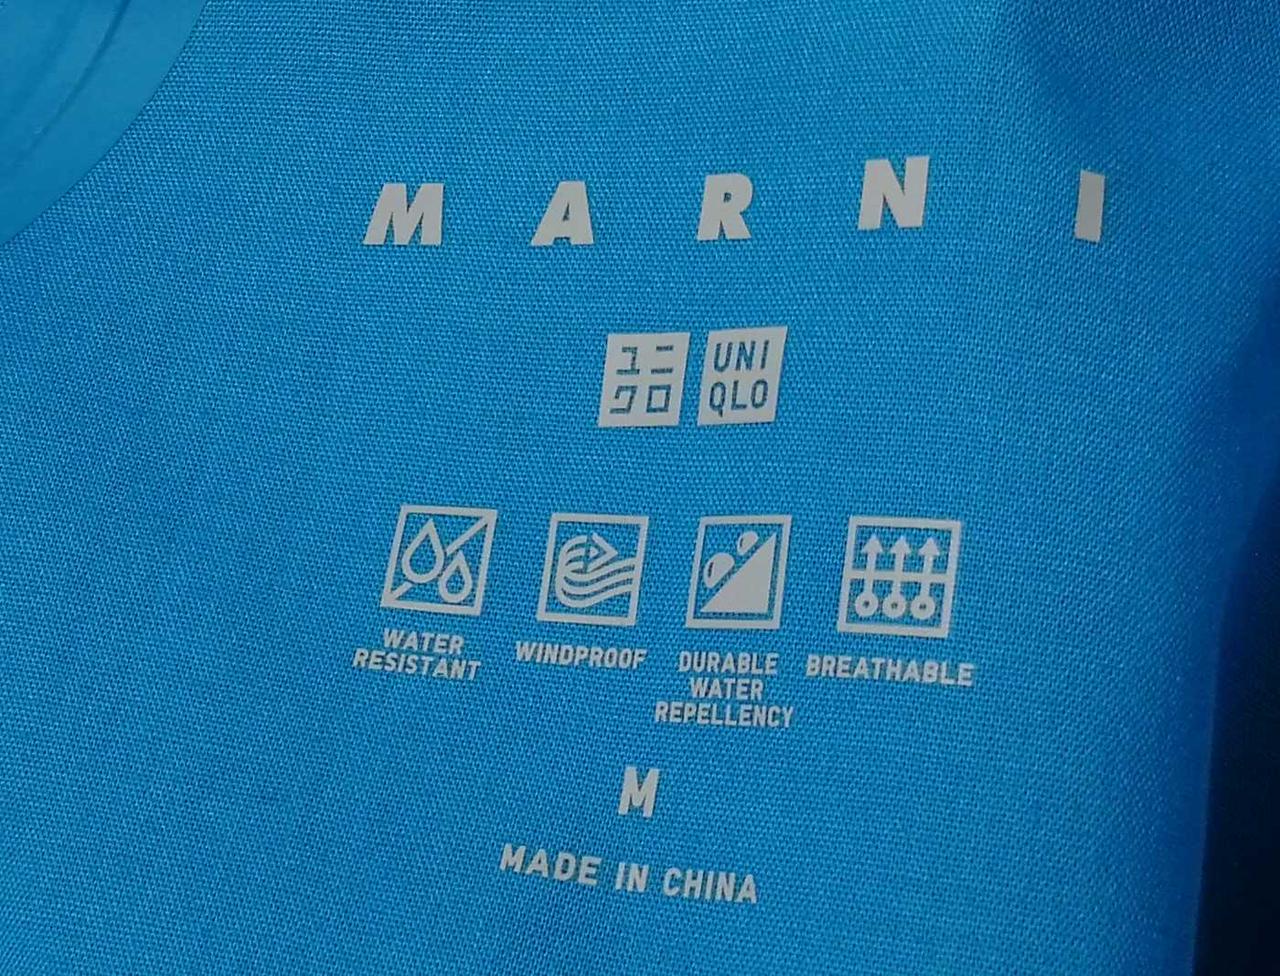 MARNI
ユニ
クロ
UNI
QLO
WATER
RESISTANT
WINDPROOF
DURABLE
WATER
REPELLENCY
BREATHABLE
M
MADE IN CHINA